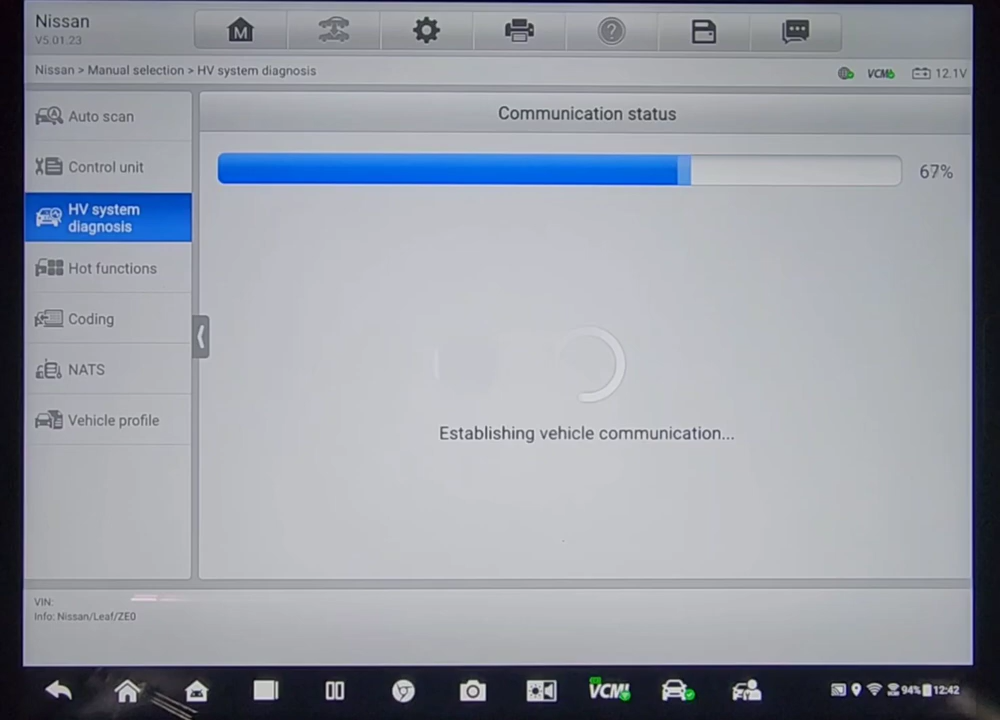 Nissan
V5.01.23
M
?
Nissan > Manual selection > HV system diagnosis
VCMI
12.1V
Auto scan
Control unit
HV system
diagnosis
Hot functions
Coding
NATS
Vehicle profile
Communication status
67%
Establishing vehicle communication...
VIN:
Info: Nissan/Leaf/ZE0
VCMI
94%
12:42